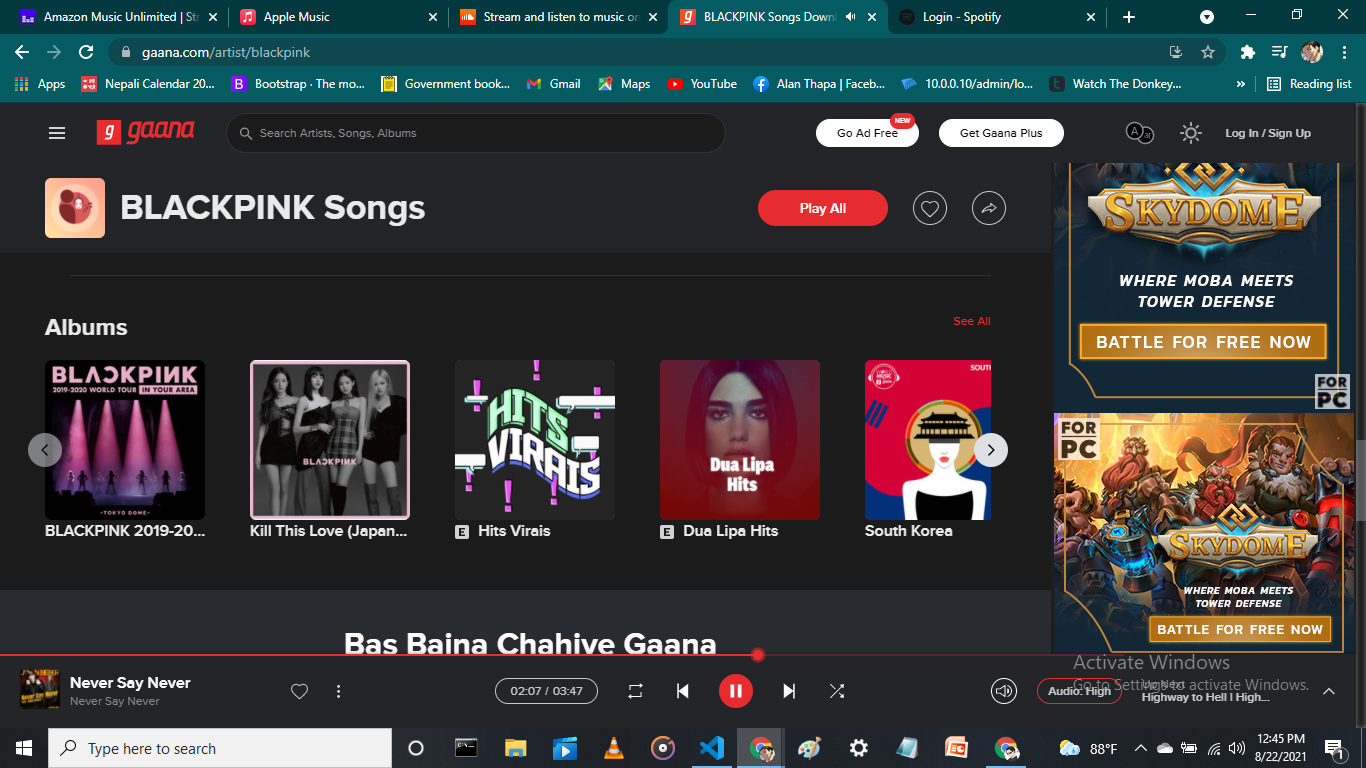 Amazon Music Unlimited | Str
Apple Music
Stream and listen to music on
BLACKPINK Songs Downl
Login - Spotify
gaana.com/artist/blackpink
Apps
Nepali Calendar 20...
Bootstrap · The mo...
Government book...
Gmail
Maps
YouTube
Alan Thapa | Faceb...
10.0.0.10/admin/lo...
Watch The Donkey...
»
Reading list
g gaana
Search Artists, Songs, Albums
Go Ad Free
NEW
Get Gaana Plus
Log In / Sign Up
BLACKPINK Songs
Play All
SKYDOME
WHERE MOBA MEETS
TOWER DEFENSE
BATTLE FOR FREE NOW
FOR
PC
Albums
See All
BLACKPINK
2019-2020 WORLD TOUR IN YOUR AREA
-TOKYO DOME-
BLACKPINK 2019-20...
BLACKPINK
Kill This Love (Japan...
HITS
VIRAIS
E Hits Virais
Dua Lipa
Hits
E Dua Lipa Hits
SOUTH
South Korea
FOR
PC
SKYDOME
WHERE MOBA MEETS
TOWER DEFENSE
BATTLE FOR FREE NOW
Bas Bajna Chahiye Gaana
Never Say Never
Never Say Never
02:07 / 03:47
Audio: High
Up Next
Highway to Hell | High...
Activate Windows
Go to Settings to activate Windows.
Type here to search
88°F
12:45 PM
8/22/2021
1